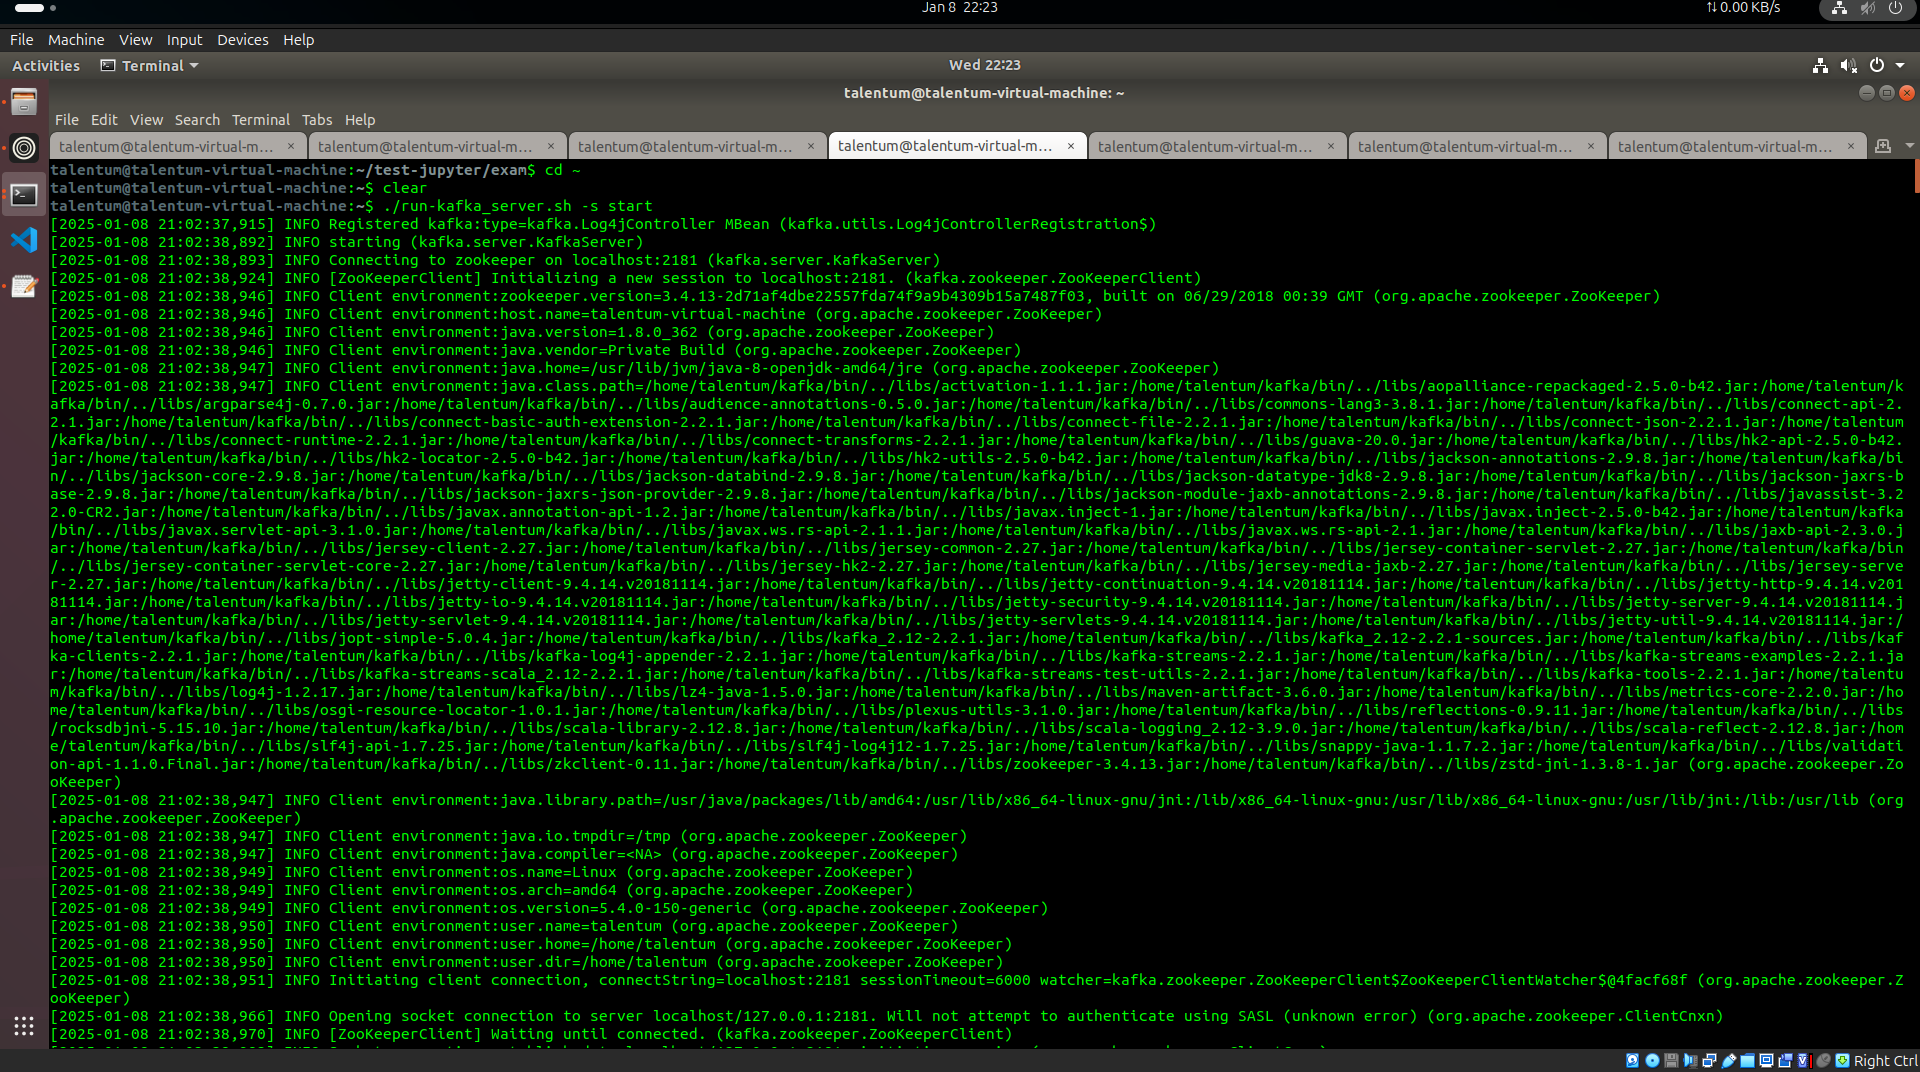 Jan 8 22:23
0.00 KB/s
File Machine View Input Devices Help
Activities Terminal
Wed 22:23
talentum@talentum-virtual-machine: ~
File Edit View Search Terminal Tabs Help
talentum@talentum-virtual-m... × talentum@talentum-virtual-m... × talentum@talentum-virtual-m... × talentum@talentum-virtual-m... × talentum@talentum-virtual-m... × talentum@talentum-virtual-m... × talentum@talentum-virtual-m... ×
talentum@talentum-virtual-machine:~/test-jupyter/exam$ cd ~
talentum@talentum-virtual-machine:~$ clear
talentum@talentum-virtual-machine:~$ ./run-kafka_server.sh -s start
[2025-01-08 21:02:37,915] INFO Registered kafka:type=kafka.Log4jController MBean (kafka.utils.Log4jControllerRegistration$)
[2025-01-08 21:02:38,892] INFO starting (kafka.server.KafkaServer)
[2025-01-08 21:02:38,893] INFO Connecting to zookeeper on localhost:2181 (kafka.server.KafkaServer)
[2025-01-08 21:02:38,924] INFO [ZooKeeperClient] Initializing a new session to localhost:2181. (kafka.zookeeper.ZooKeeperClient)
[2025-01-08 21:02:38,946] INFO Client environment:zookeeper.version=3.4.13-2d71af4dbe22557fda74f9a9b4309b15a7487f03, built on 06/29/2018 00:39 GMT (org.apache.zookeeper.ZooKeeper)
[2025-01-08 21:02:38,946] INFO Client environment:host.name=talentum-virtual-machine (org.apache.zookeeper.ZooKeeper)
[2025-01-08 21:02:38,946] INFO Client environment:java.version=1.8.0_362 (org.apache.zookeeper.ZooKeeper)
[2025-01-08 21:02:38,946] INFO Client environment:java.vendor=Private Build (org.apache.zookeeper.ZooKeeper)
[2025-01-08 21:02:38,947] INFO Client environment:java.home=/usr/lib/jvm/java-8-openjdk-amd64/jre (org.apache.zookeeper.ZooKeeper)
[2025-01-08 21:02:38,947] INFO Client environment:java.class.path=/home/talentum/kafka/bin/../libs/activation-1.1.1.jar:/home/talentum/kafka/bin/../libs/aopalliance-repackaged-2.5.0-b42.jar:/home/talentum/k
afka/bin/../libs/argparse4j-0.7.0.jar:/home/talentum/kafka/bin/../libs/audience-annotations-0.5.0.jar:/home/talentum/kafka/bin/../libs/commons-lang3-3.8.1.jar:/home/talentum/kafka/bin/../libs/connect-api-2.
2.1.jar:/home/talentum/kafka/bin/../libs/connect-basic-auth-extension-2.2.1.jar:/home/talentum/kafka/bin/../libs/connect-file-2.2.1.jar:/home/talentum/kafka/bin/../libs/connect-json-2.2.1.jar:/home/talentum
/kafka/bin/../libs/connect-runtime-2.2.1.jar:/home/talentum/kafka/bin/../libs/connect-transforms-2.2.1.jar:/home/talentum/kafka/bin/../libs/guava-20.0.jar:/home/talentum/kafka/bin/../libs/hk2-api-2.5.0-b42.
jar:/home/talentum/kafka/bin/../libs/hk2-locator-2.5.0-b42.jar:/home/talentum/kafka/bin/../libs/hk2-utils-2.5.0-b42.jar:/home/talentum/kafka/bin/../libs/jackson-annotations-2.9.8.jar:/home/talentum/kafka/bi
n/../libs/jackson-core-2.9.8.jar:/home/talentum/kafka/bin/../libs/jackson-databind-2.9.8.jar:/home/talentum/kafka/bin/../libs/jackson-datatype-jdk8-2.9.8.jar:/home/talentum/kafka/bin/../libs/jackson-jaxrs-b
ase-2.9.8.jar:/home/talentum/kafka/bin/../libs/jackson-jaxrs-json-provider-2.9.8.jar:/home/talentum/kafka/bin/../libs/jackson-module-jaxb-annotations-2.9.8.jar:/home/talentum/kafka/bin/../libs/javassist-3.2
2.0-CR2.jar:/home/talentum/kafka/bin/../libs/javax.annotation-api-1.2.jar:/home/talentum/kafka/bin/../libs/javax.inject-1.jar:/home/talentum/kafka/bin/../libs/javax.inject-2.5.0-b42.jar:/home/talentum/kafka
/bin/../libs/javax.servlet-api-3.1.0.jar:/home/talentum/kafka/bin/../libs/javax.ws.rs-api-2.1.1.jar:/home/talentum/kafka/bin/../libs/javax.ws.rs-api-2.1.jar:/home/talentum/kafka/bin/../libs/jaxb-api-2.3.0.j
ar:/home/talentum/kafka/bin/../libs/jersey-client-2.27.jar:/home/talentum/kafka/bin/../libs/jersey-common-2.27.jar:/home/talentum/kafka/bin/../libs/jersey-container-servlet-2.27.jar:/home/talentum/kafka/bin
/../libs/jersey-container-servlet-core-2.27.jar:/home/talentum/kafka/bin/../libs/jersey-hk2-2.27.jar:/home/talentum/kafka/bin/../libs/jersey-media-jaxb-2.27.jar:/home/talentum/kafka/bin/../libs/jersey-serve
r-2.27.jar:/home/talentum/kafka/bin/../libs/jetty-client-9.4.14.v20181114.jar:/home/talentum/kafka/bin/../libs/jetty-continuation-9.4.14.v20181114.jar:/home/talentum/kafka/bin/../libs/jetty-http-9.4.14.v201
81114.jar:/home/talentum/kafka/bin/../libs/jetty-io-9.4.14.v20181114.jar:/home/talentum/kafka/bin/../libs/jetty-security-9.4.14.v20181114.jar:/home/talentum/kafka/bin/../libs/jetty-server-9.4.14.v20181114.j
ar:/home/talentum/kafka/bin/../libs/jetty-servlet-9.4.14.v20181114.jar:/home/talentum/kafka/bin/../libs/jetty-servlets-9.4.14.v20181114.jar:/home/talentum/kafka/bin/../libs/jetty-util-9.4.14.v20181114.jar:/
home/talentum/kafka/bin/../libs/jopt-simple-5.0.4.jar:/home/talentum/kafka/bin/../libs/kafka_2.12-2.2.1.jar:/home/talentum/kafka/bin/../libs/kafka_2.12-2.2.1-sources.jar:/home/talentum/kafka/bin/../libs/kaf
ka-clients-2.2.1.jar:/home/talentum/kafka/bin/../libs/kafka-log4j-appender-2.2.1.jar:/home/talentum/kafka/bin/../libs/kafka-streams-2.2.1.jar:/home/talentum/kafka/bin/../libs/kafka-streams-examples-2.2.1.ja
r:/home/talentum/kafka/bin/../libs/kafka-streams-scala_2.12-2.2.1.jar:/home/talentum/kafka/bin/../libs/kafka-streams-test-utils-2.2.1.jar:/home/talentum/kafka/bin/../libs/kafka-tools-2.2.1.jar:/home/talentu
m/kafka/bin/../libs/log4j-1.2.17.jar:/home/talentum/kafka/bin/../libs/lz4-java-1.5.0.jar:/home/talentum/kafka/bin/../libs/maven-artifact-3.6.0.jar:/home/talentum/kafka/bin/../libs/metrics-core-2.2.0.jar:/ho
me/talentum/kafka/bin/../libs/osgi-resource-locator-1.0.1.jar:/home/talentum/kafka/bin/../libs/plexus-utils-3.1.0.jar:/home/talentum/kafka/bin/../libs/reflections-0.9.11.jar:/home/talentum/kafka/bin/../libs
/rocksdbjni-5.15.10.jar:/home/talentum/kafka/bin/../libs/scala-library-2.12.8.jar:/home/talentum/kafka/bin/../libs/scala-logging_2.12-3.9.0.jar:/home/talentum/kafka/bin/../libs/scala-reflect-2.12.8.jar:/hom
e/talentum/kafka/bin/../libs/slf4j-api-1.7.25.jar:/home/talentum/kafka/bin/../libs/slf4j-log4j12-1.7.25.jar:/home/talentum/kafka/bin/../libs/snappy-java-1.1.7.2.jar:/home/talentum/kafka/bin/../libs/validati
on-api-1.1.0.Final.jar:/home/talentum/kafka/bin/../libs/zkclient-0.11.jar:/home/talentum/kafka/bin/../libs/zookeeper-3.4.13.jar:/home/talentum/kafka/bin/../libs/zstd-jni-1.3.8-1.jar (org.apache.zookeeper.Zo
oKeeper)
[2025-01-08 21:02:38,947] INFO Client environment:java.library.path=/usr/java/packages/lib/amd64:/usr/lib/x86_64-linux-gnu/jni:/lib/x86_64-linux-gnu:/usr/lib/x86_64-linux-gnu:/usr/lib/jni:/lib:/usr/lib (org
.apache.zookeeper.ZooKeeper)
[2025-01-08 21:02:38,947] INFO Client environment:java.io.tmpdir=/tmp (org.apache.zookeeper.ZooKeeper)
[2025-01-08 21:02:38,947] INFO Client environment:java.compiler=<NA> (org.apache.zookeeper.ZooKeeper)
[2025-01-08 21:02:38,949] INFO Client environment:os.name=Linux (org.apache.zookeeper.ZooKeeper)
[2025-01-08 21:02:38,949] INFO Client environment:os.arch=amd64 (org.apache.zookeeper.ZooKeeper)
[2025-01-08 21:02:38,949] INFO Client environment:os.version=5.4.0-150-generic (org.apache.zookeeper.ZooKeeper)
[2025-01-08 21:02:38,950] INFO Client environment:user.name=talentum (org.apache.zookeeper.ZooKeeper)
[2025-01-08 21:02:38,950] INFO Client environment:user.home=/home/talentum (org.apache.zookeeper.ZooKeeper)
[2025-01-08 21:02:38,950] INFO Client environment:user.dir=/home/talentum (org.apache.zookeeper.ZooKeeper)
[2025-01-08 21:02:38,951] INFO Initiating client connection, connectString=localhost:2181 sessionTimeout=6000 watcher=kafka.zookeeper.ZooKeeperClient$ZooKeeperClientWatcher$@4facf68f (org.apache.zookeeper.Z
ooKeeper)
[2025-01-08 21:02:38,966] INFO Opening socket connection to server localhost/127.0.0.1:2181. Will not attempt to authenticate using SASL (unknown error) (org.apache.zookeeper.ClientCnxn)
[2025-01-08 21:02:38,970] INFO [ZooKeeperClient] Waiting until connected. (kafka.zookeeper.ZooKeeperClient)
Right Ctrl